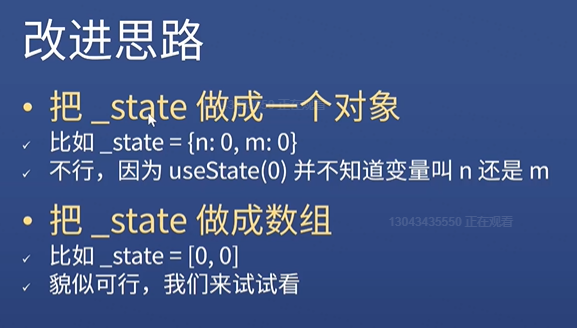 改进思路
• 把 _state 做成一个对象
✓ 比如 _state = {n: 0, m: 0}
✓ 不行，因为 useState(0) 并不知道变量叫 n 还是 m
• 把 _state 做成数组
13043435550 正在观看
✓ 比如 _state = [0, 0]
✓ 貌似可行，我们来试试看